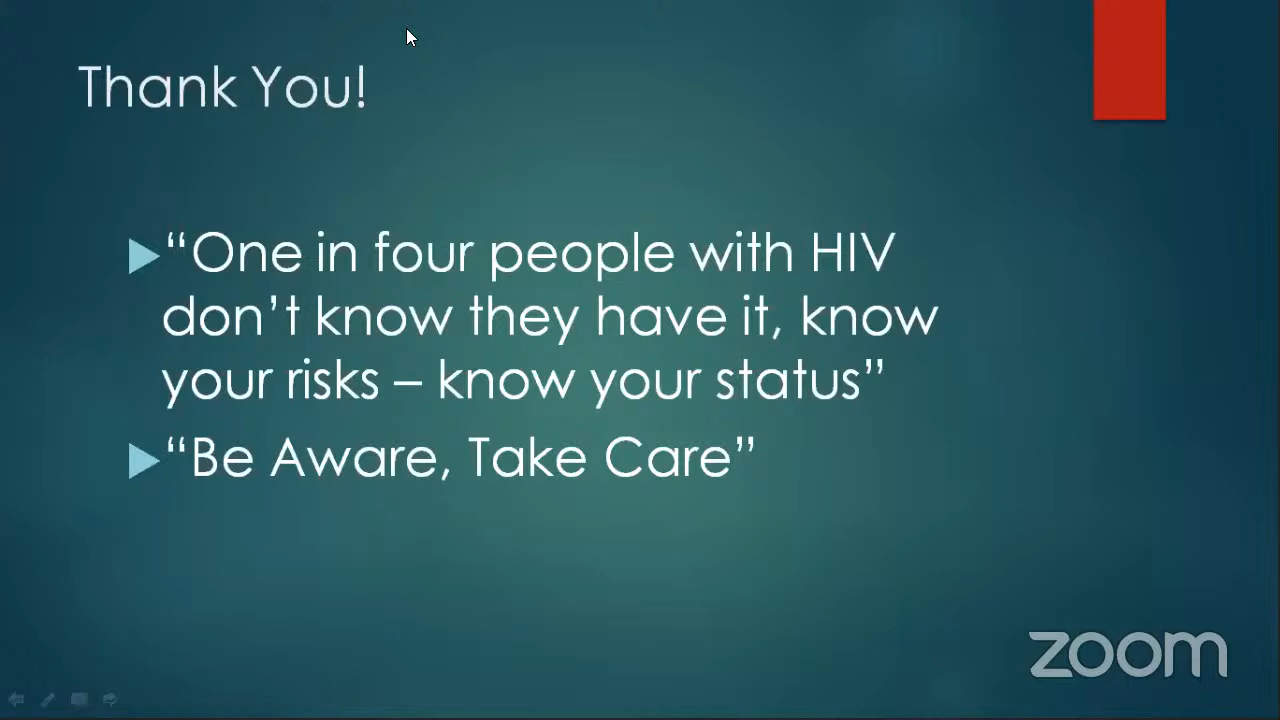 Thank You!
“One in four people with HIV
don’t know they have it, know
your risks – know your status”
“Be Aware, Take Care”
zoom